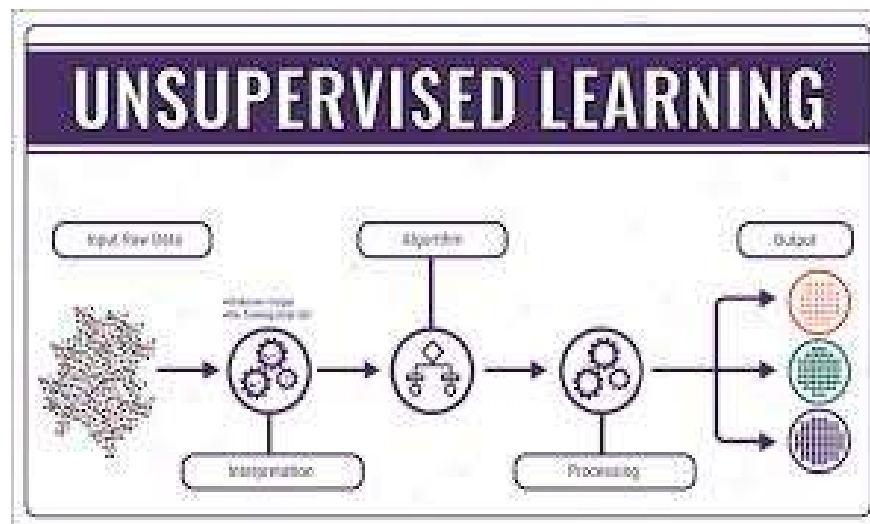 UNSUPERVISED LEARNING
Input Raw Data
Algorithm
Output
Interpretation
Processing